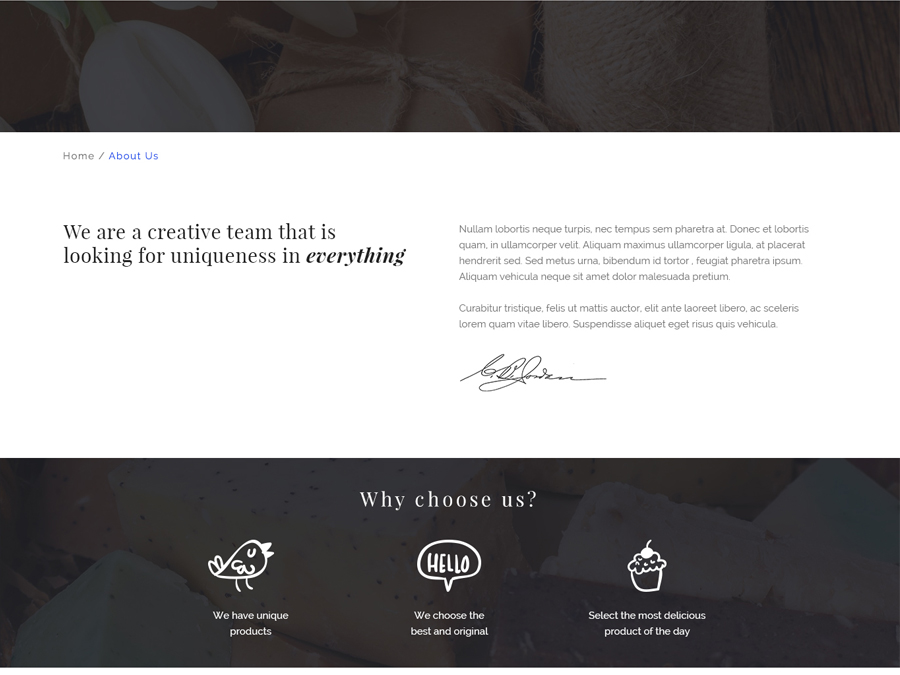 Home / About Us
We are a creative team that is
looking for uniqueness in everything
Nullam lobortis neque turpis, nec tempus sem pharetra at. Donec et lobortis
quam, in ullamcorper velit. Aliquam maximus ullamcorper ligula, at placerat
hendrerit sed. Sed metus urna, bibendum id tortor , feugiat pharetra ipsum.
Aliquam vehicula neque sit amet dolor malesuada pretium.
Curabitur tristique, felis ut mattis auctor, elit ante laoreet libero, ac sceleris
lorem quam vitae libero. Suspendisse aliquet eget risus quis vehicula.
Why choose us?
HELLO
We have unique
products
We choose the
best and original
Select the most delicious
product of the day